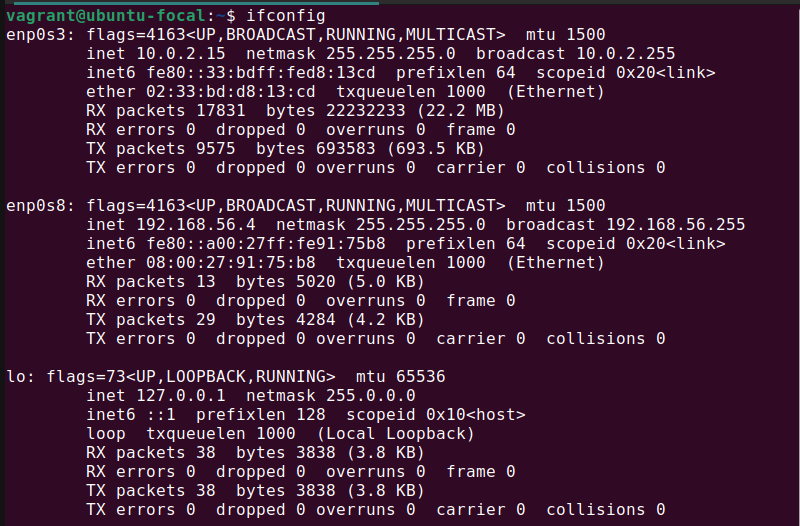 vagrant@ubuntu-focal:~$ ifconfig
enp0s3: flags=4163<UP,BROADCAST,RUNNING,MULTICAST>  mtu 1500
        inet 10.0.2.15  netmask 255.255.255.0  broadcast 10.0.2.255
        inet6 fe80::33:bdff:fed8:13cd  prefixlen 64  scopeid 0x20<link>
        ether 02:33:bd:d8:13:cd  txqueuelen 1000  (Ethernet)
        RX packets 17831  bytes 22232233 (22.2 MB)
        RX errors 0  dropped 0  overruns 0  frame 0
        TX packets 9575  bytes 693583 (693.5 KB)
        TX errors 0  dropped 0 overruns 0  carrier 0  collisions 0

enp0s8: flags=4163<UP,BROADCAST,RUNNING,MULTICAST>  mtu 1500
        inet 192.168.56.4  netmask 255.255.255.0  broadcast 192.168.56.255
        inet6 fe80::a00:27ff:fe91:75b8  prefixlen 64  scopeid 0x20<link>
        ether 08:00:27:91:75:b8  txqueuelen 1000  (Ethernet)
        RX packets 13  bytes 5020 (5.0 KB)
        RX errors 0  dropped 0  overruns 0  frame 0
        TX packets 29  bytes 4284 (4.2 KB)
        TX errors 0  dropped 0 overruns 0  carrier 0  collisions 0

lo: flags=73<UP,LOOPBACK,RUNNING>  mtu 65536
        inet 127.0.0.1  netmask 255.0.0.0
        inet6 ::1  prefixlen 128  scopeid 0x10<host>
        loop  txqueuelen 1000  (Local Loopback)
        RX packets 38  bytes 3838 (3.8 KB)
        RX errors 0  dropped 0  overruns 0  frame 0
        TX packets 38  bytes 3838 (3.8 KB)
        TX errors 0  dropped 0 overruns 0  carrier 0  collisions 0